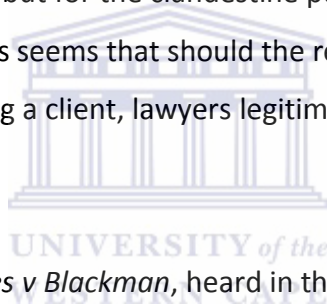 but for the clandestine p
s seems that should the r
g a client, lawyers legitim
UNIVERSITY of the
es v Blackman, heard in th
WESTERN